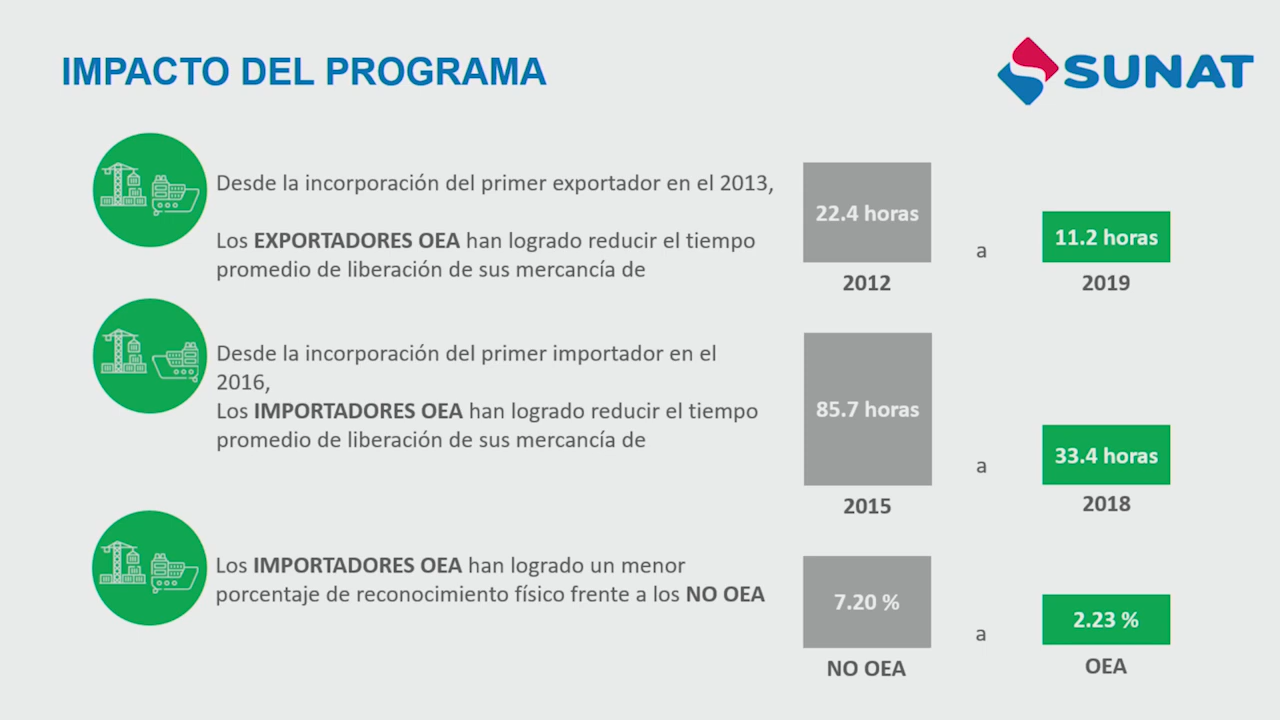 IMPACTO DEL PROGRAMA
SUNAT
Desde la incorporación del primer exportador en el 2013,
Los EXPORTADORES OEA han logrado reducir el tiempo
promedio de liberación de sus mercancía de
22.4 horas
2012
a
11.2 horas
2019
Desde la incorporación del primer importador en el
2016,
Los IMPORTADORES OEA han logrado reducir el tiempo
promedio de liberación de sus mercancía de
85.7 horas
2015
a
33.4 horas
2018
Los IMPORTADORES OEA han logrado un menor
porcentaje de reconocimiento físico frente a los NO OEA
7.20 %
NO OEA
a
2.23 %
OEA